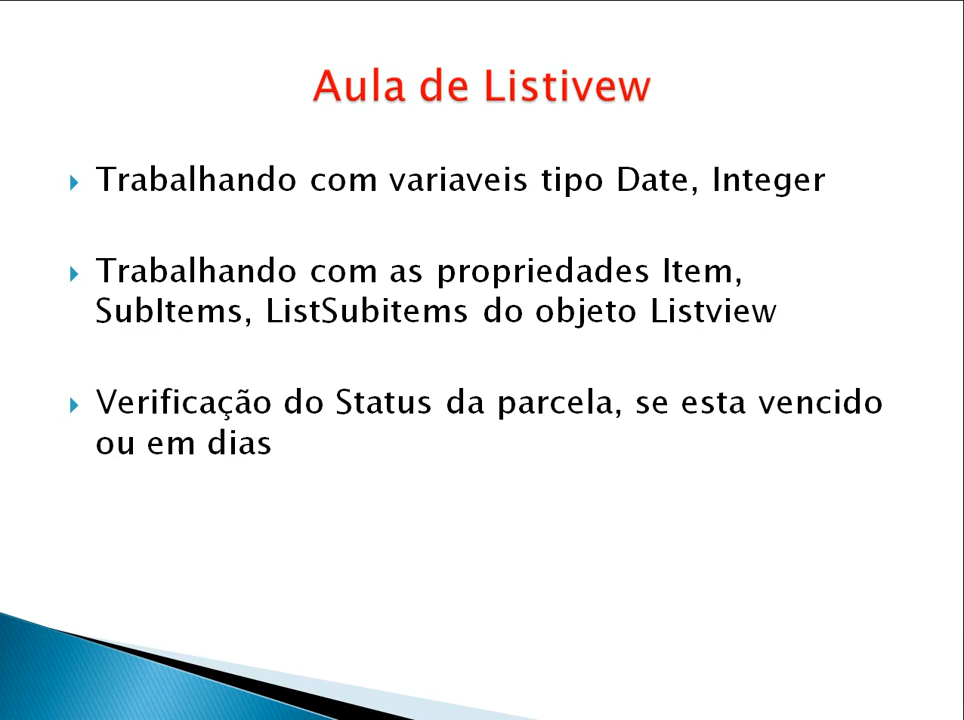 Aula de Listivew
Trabalhando com variaveis tipo Date, Integer
Trabalhando com as propriedades Item,
SubItems, ListSubitems do objeto Listview
Verificação do Status da parcela, se esta vencido
ou em dias